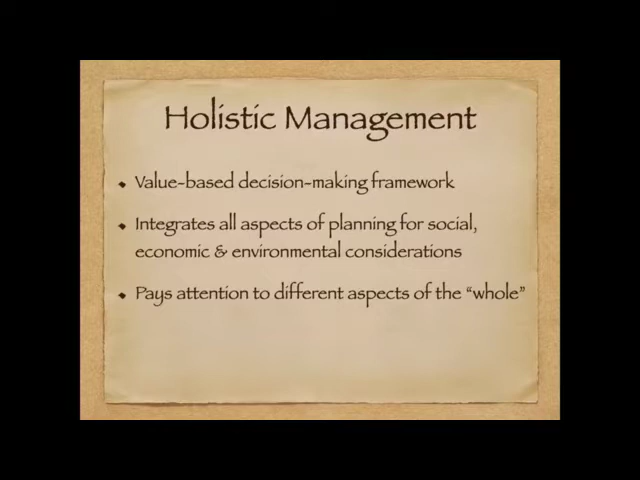 Holistic Management
Value-based decision-making framework
Integrates all aspects of planning for social,
economic & environmental considerations
Pays attention to different aspects of the “whole”